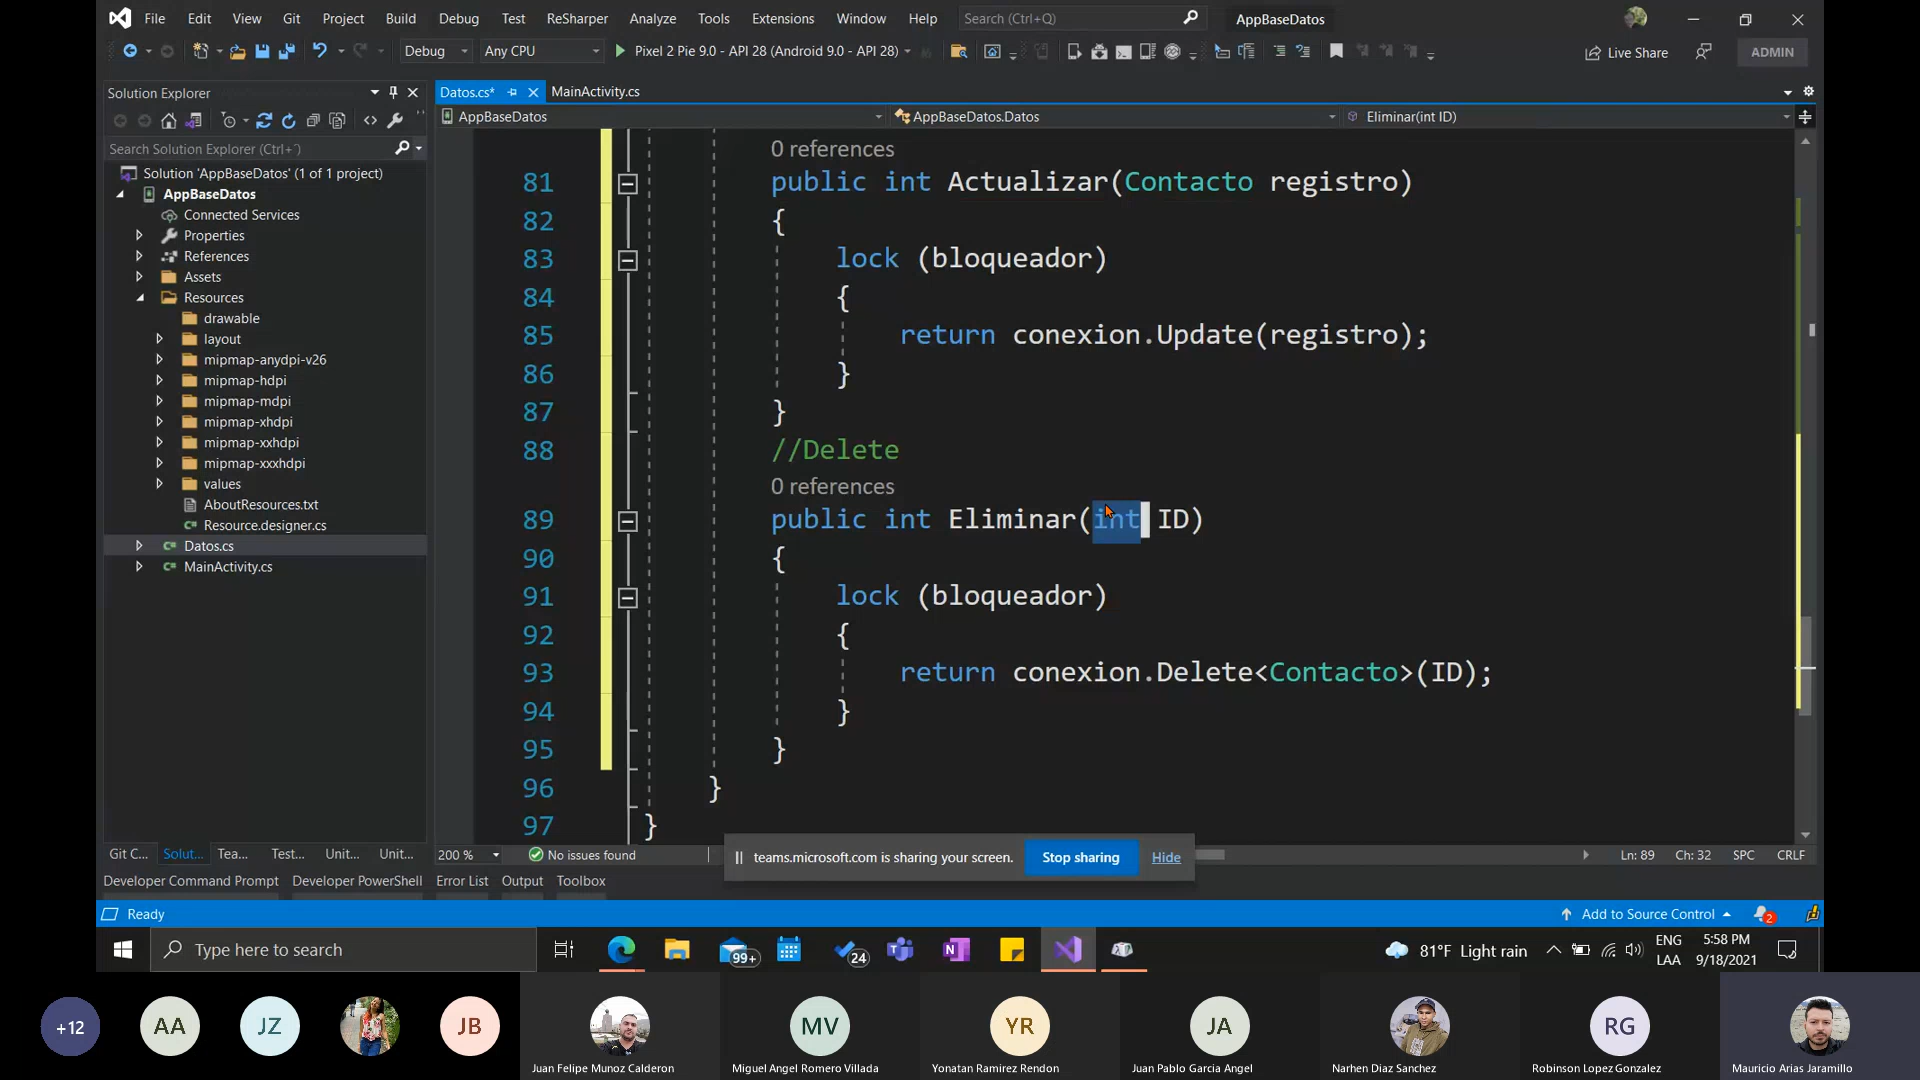 File Edit View Git Project Build Debug Test ReSharper Analyze Tools Extensions Window Help Search (Ctrl+Q) AppBaseDatos
Debug Any CPU Pixel 2 Pie 9.0 - API 28 (Android 9.0 - API 28) Live Share ADMIN
Solution Explorer
Datos.cs* MainActivity.cs
AppBaseDatos AppBaseDatos.Datos Eliminar(int ID)
Search Solution Explorer (Ctrl+¨)
Solution 'AppBaseDatos' (1 of 1 project)
AppBaseDatos
Connected Services
Properties
References
Assets
Resources
drawable
layout
mipmap-anydpi-v26
mipmap-hdpi
mipmap-mdpi
mipmap-xhdpi
mipmap-xxhdpi
mipmap-xxxhdpi
values
AboutResources.txt
Resource.designer.cs
Datos.cs
MainActivity.cs
0 references
81 public int Actualizar(Contacto registro)
82 {
83 lock (bloqueador)
84 {
85 return conexion.Update(registro);
86 }
87 }
88 //Delete
0 references
89 public int Eliminar(int ID)
90 {
91 lock (bloqueador)
92 {
93 return conexion.Delete<Contacto>(ID);
94 }
95 }
96 }
97 }
Git C... Solut... Tea... Test... Unit... Unit...
200 % No issues found Ln: 89 Ch: 32 SPC CRLF
teams.microsoft.com is sharing your screen. Stop sharing Hide
Developer Command Prompt Developer PowerShell Error List Output Toolbox
Ready Add to Source Control 2
Type here to search 99+ 24 81°F Light rain ENG LAA 5:58 PM 9/18/2021
+12 AA JZ JB MV YR JA RG
Juan Felipe Munoz Calderon Miguel Angel Romero Villada Yonatan Ramirez Rendon Juan Pablo Garcia Angel Narhen Diaz Sanchez Robinson Lopez Gonzalez Mauricio Arias Jaramillo